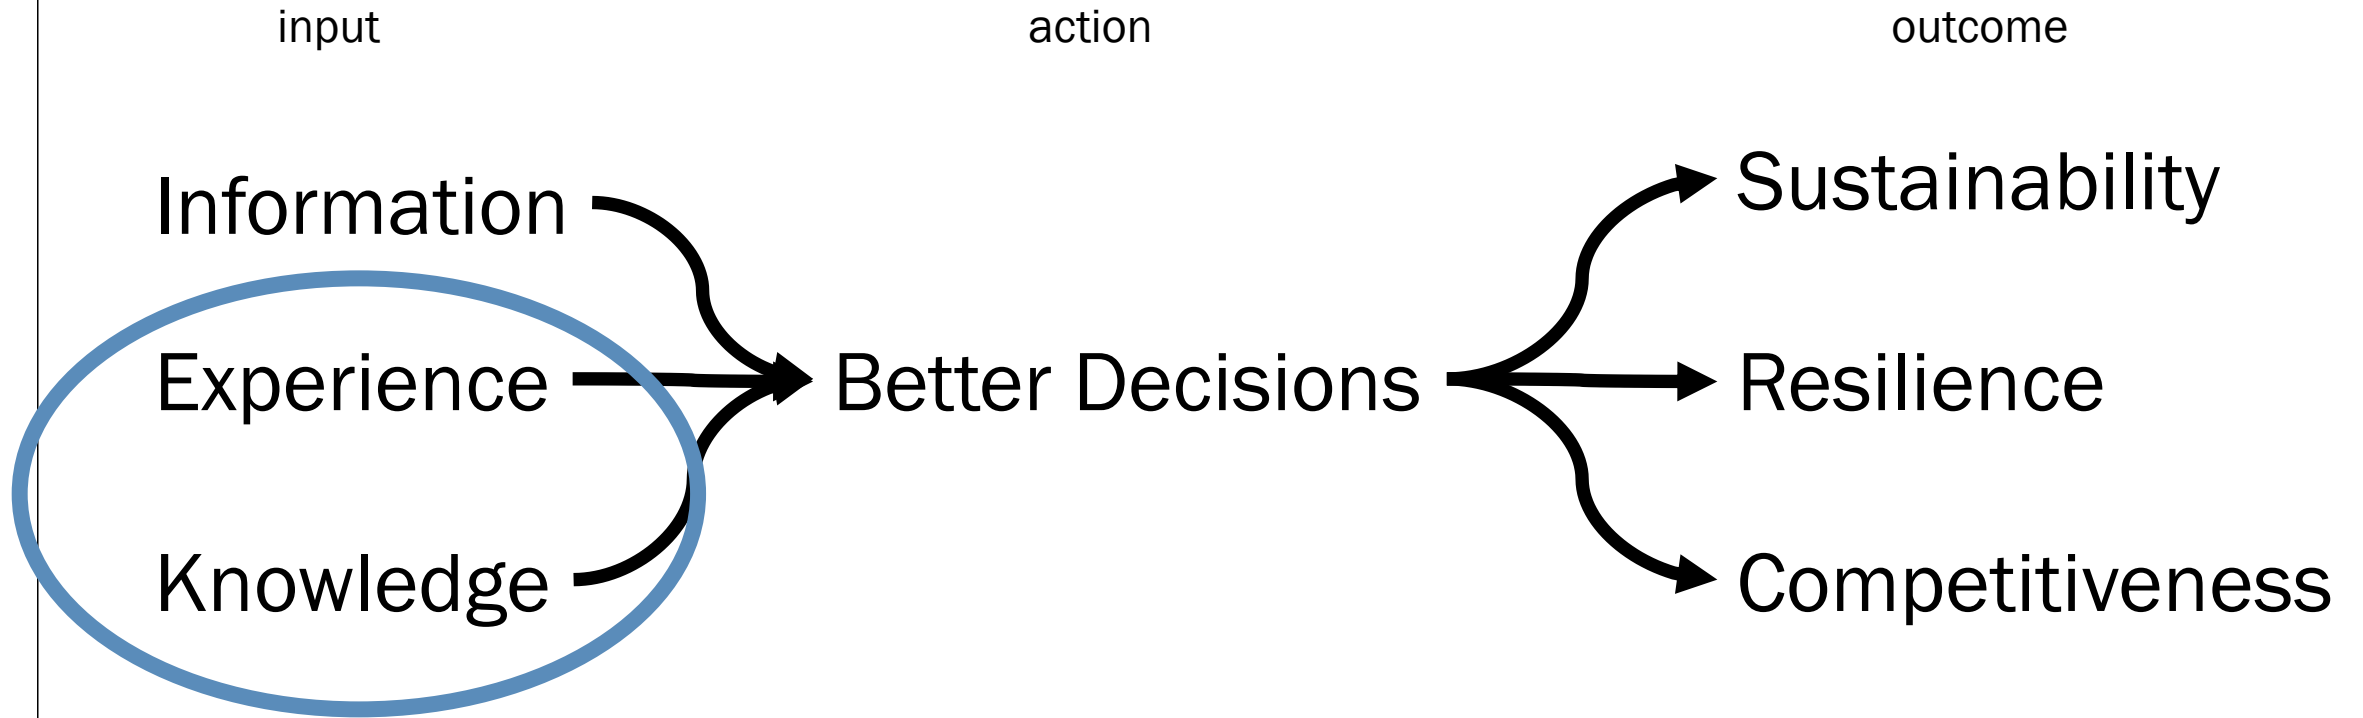 input
action
outcome
Information
Experience
Knowledge
Better Decisions
Sustainability
Resilience
Competitiveness